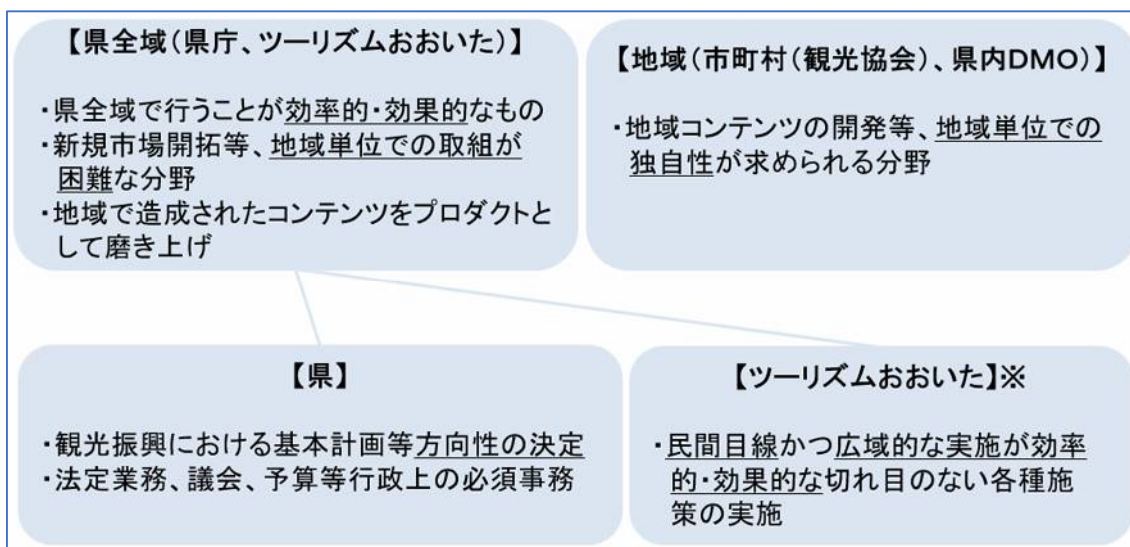 【県全域(県庁、ツーリズムおおいた)】
・県全域で行うことが効率的・効果的なもの
・新規市場開拓等、地域単位での取組が
困難な分野
・地域で造成されたコンテンツをプロダクトと
して磨き上げ
【地域(市町村(観光協会)、県内DMO)】
・地域コンテンツの開発等、地域単位での
独自性が求められる分野
【県】
・観光振興における基本計画等方向性の決定
・法定業務、議会、予算等行政上の必須事務
【ツーリズムおおいた】※
・民間目線かつ広域的な実施が効率
的・効果的な切れ目のない各種施
策の実施